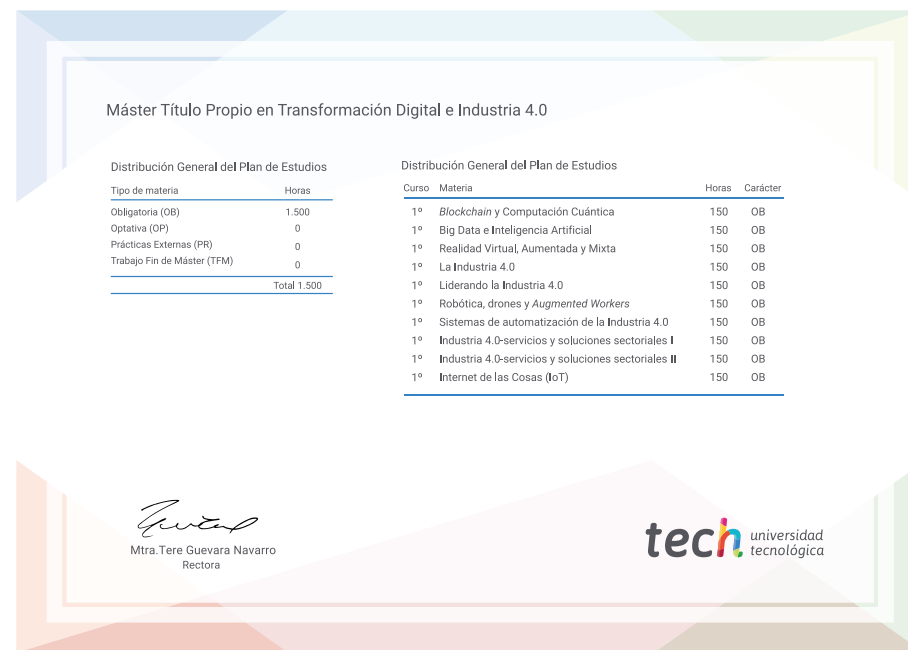 Máster Título Propio en Transformación Digital e Industria 4.0
Distribución General del Plan de Estudios
Tipo de materia Horas
Obligatoria (OB) 1.500
Optativa (OP) 0
Prácticas Externas (PR) 0
Trabajo Fin de Máster (TFM) 0
Total 1.500
Distribución General del Plan de Estudios
Curso Materia Horas Carácter
1º Blockchain y Computación Cuántica 150 OB
1º Big Data e Inteligencia Artificial 150 OB
1º Realidad Virtual, Aumentada y Mixta 150 OB
1º La Industria 4.0 150 OB
1º Liderando la Industria 4.0 150 OB
1º Robótica, drones y Augmented Workers 150 OB
1º Sistemas de automatización de la Industria 4.0 150 OB
1º Industria 4.0-servicios y soluciones sectoriales I 150 OB
1º Industria 4.0-servicios y soluciones sectoriales II 150 OB
1º Internet de las Cosas (IoT) 150 OB
Mtra.Tere Guevara Navarro
Rectora
tech universidad
tecnológica